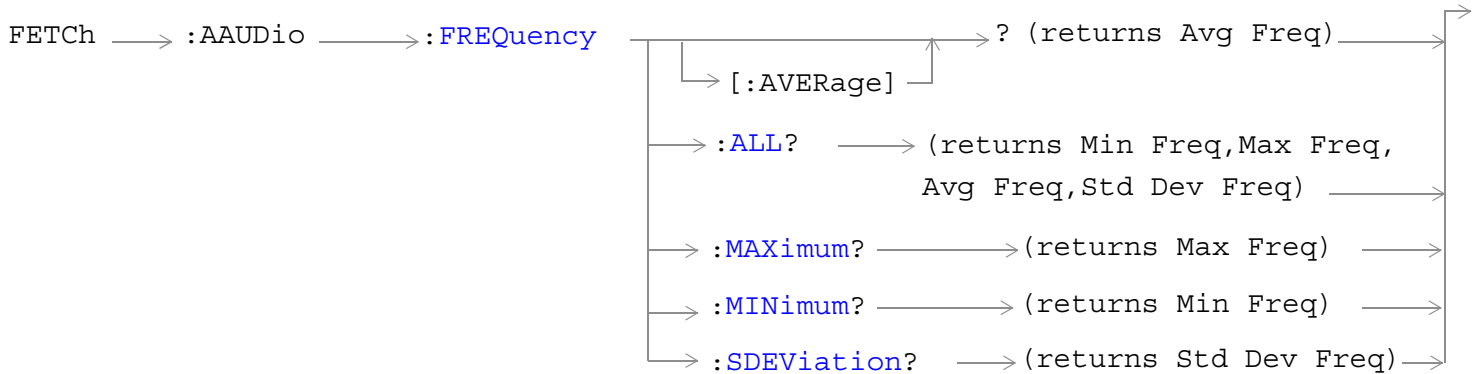 FETCh :AAUDio :FREQuency ? (returns Avg Freq)
[:AVERage]
:ALL? (returns Min Freq,Max Freq,
Avg Freq,Std Dev Freq)
:MAXimum? (returns Max Freq)
:MINimum? (returns Min Freq)
:SDEViation? (returns Std Dev Freq)